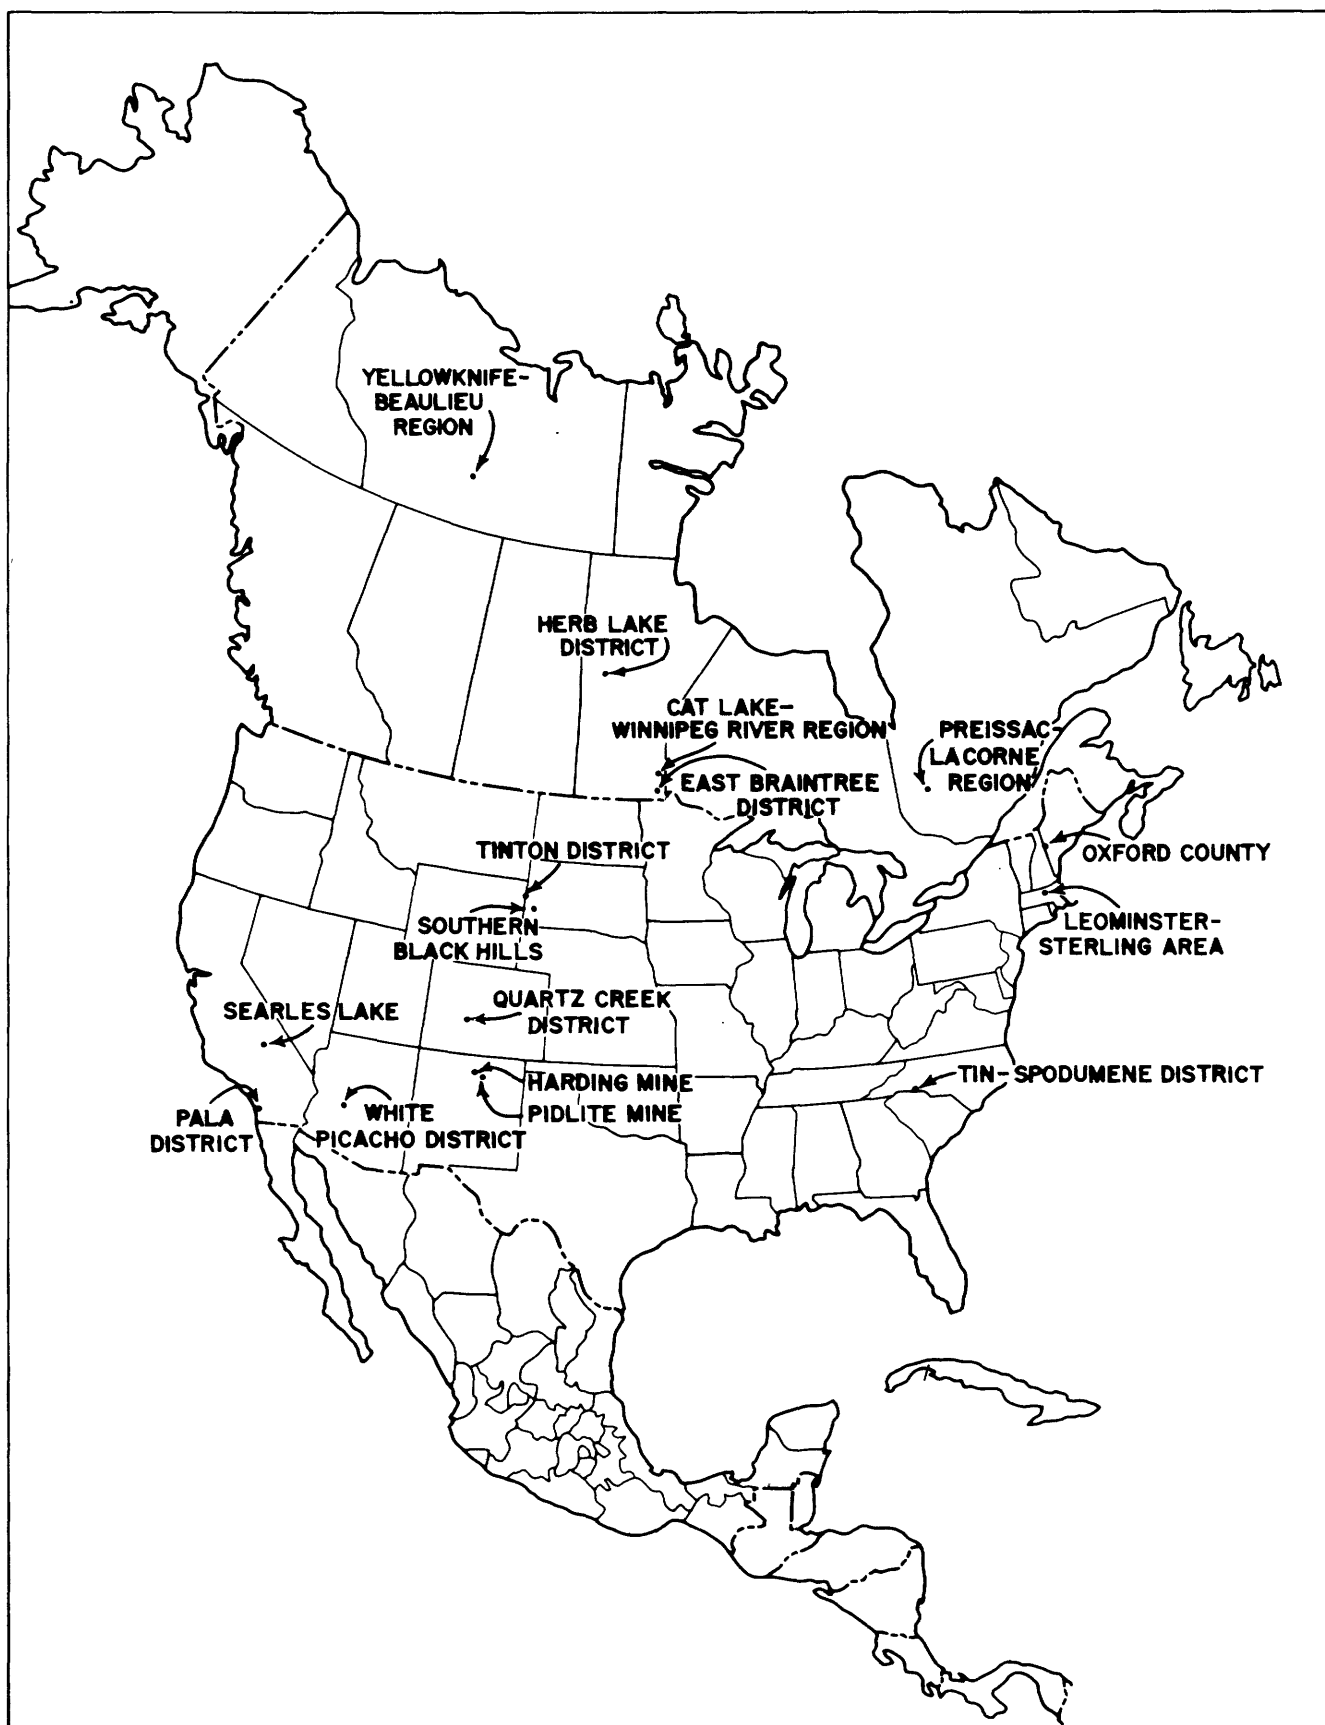 YELLOWKNIFE-
BEAULIEU
REGION
HERB LAKE
DISTRICT
CAT LAKE-
WINNIPEG RIVER REGION
PREISSAC-
LACORNE
REGION
EAST BRAINTREE
DISTRICT
TINTON DISTRICT
OXFORD COUNTY
SOUTHERN
BLACK HILLS
LEOMINSTER-
STERLING AREA
SEARLES LAKE
QUARTZ CREEK
DISTRICT
HARDING MINE
TIN-SPODUMENE DISTRICT
PIDLITE MINE
PALA
DISTRICT
WHITE
PICACHO DISTRICT